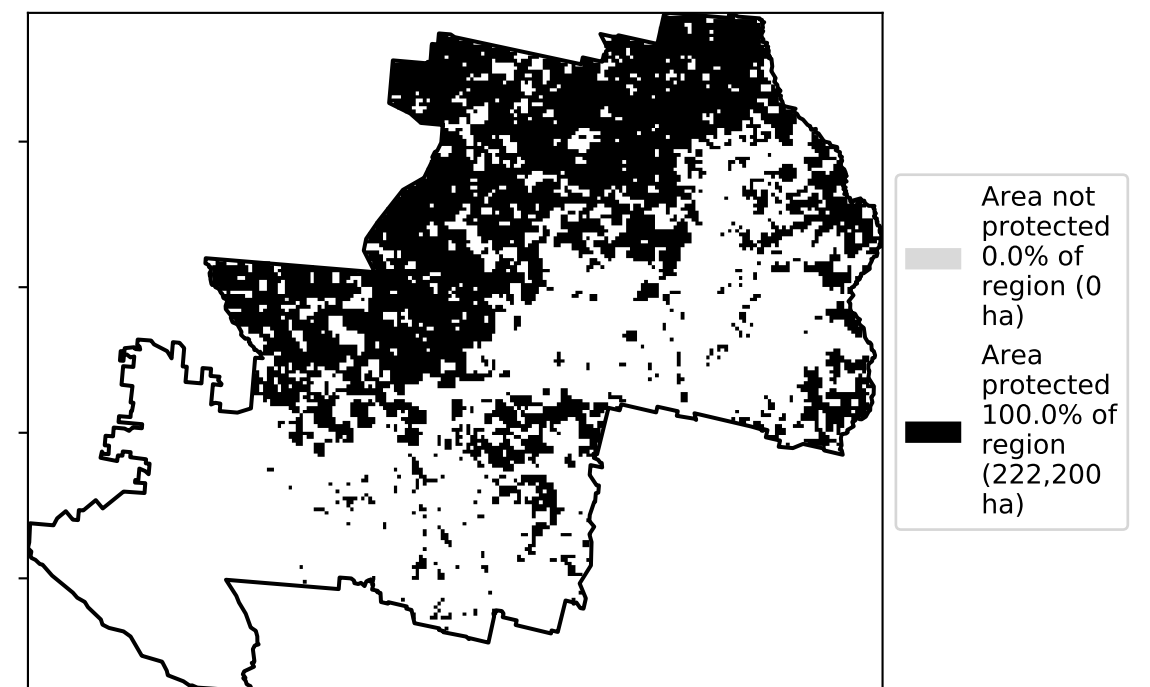 Area not
protected
0.0% of
region (0
ha)
Area
protected
100.0% of
region
(222,200
ha)